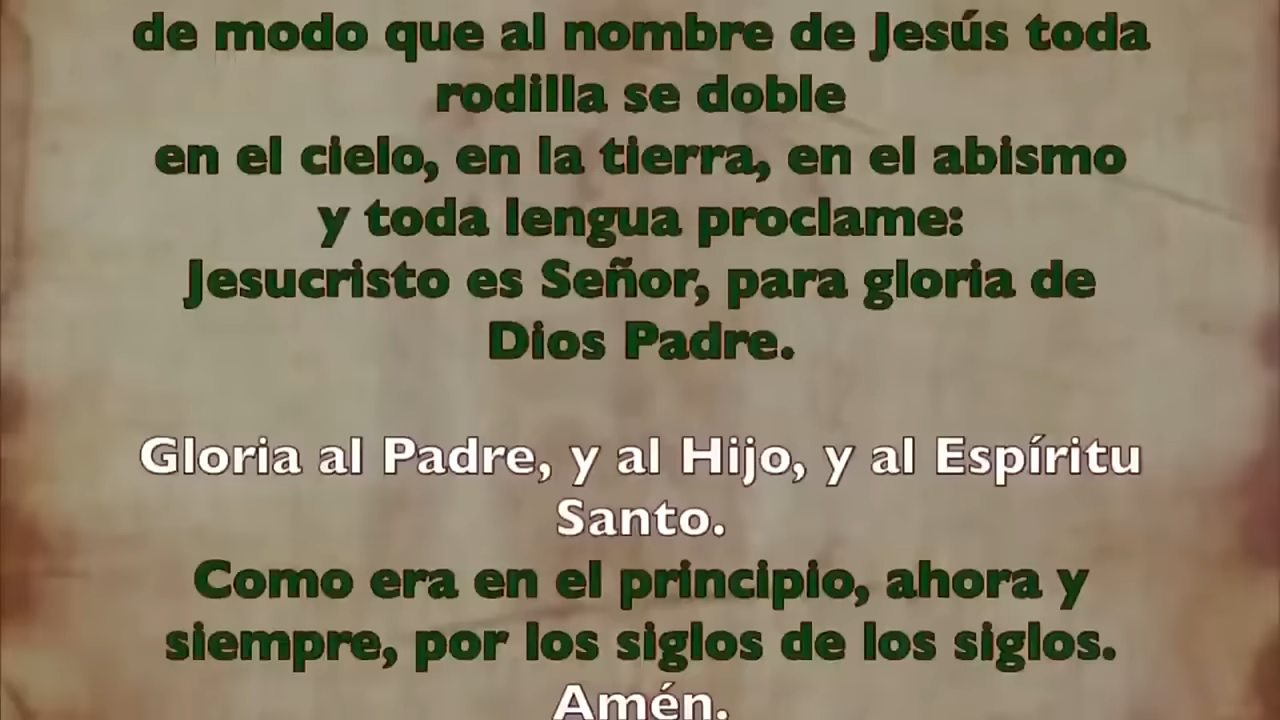 de modo que al nombre de Jesús toda
rodilla se doble
en el cielo, en la tierra, en el abismo
y toda lengua proclame:
Jesucristo es Señor, para gloria de
Dios Padre.
Gloria al Padre, y al Hijo, y al Espíritu
Santo.
Como era en el principio, ahora y
siempre, por los siglos de los siglos.
Amén.